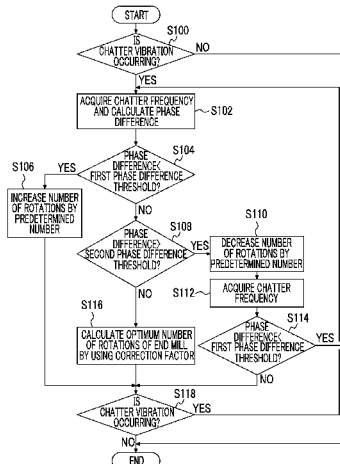 START
S100
IS
CHATTER VIBRATION
OCCURRING?
NO
YES
ACQUIRE CHATTER FREQUENCY
AND CALCULATE PHASE
DIFFERENCE
S102
S104
PHASE
DIFFERENCE<
FIRST PHASE DIFFERENCE
THRESHOLD?
YES
NO
S106
INCREASE NUMBER
OF ROTATIONS BY
PREDETERMINED
NUMBER
S108
PHASE
DIFFERENCE>
SECOND PHASE DIFFERENCE
THRESHOLD?
YES
NO
S110
DECREASE NUMBER
OF ROTATIONS BY
PREDETERMINED NUMBER
S112
ACQUIRE CHATTER
FREQUENCY
S114
PHASE
DIFFERENCE<
FIRST PHASE DIFFERENCE
THRESHOLD?
YES
NO
S116
CALCULATE OPTIMUM NUMBER
OF ROTATIONS OF END MILL
BY USING CORRECTION FACTOR
S118
IS
CHATTER VIBRATION
OCCURRING?
YES
NO
END